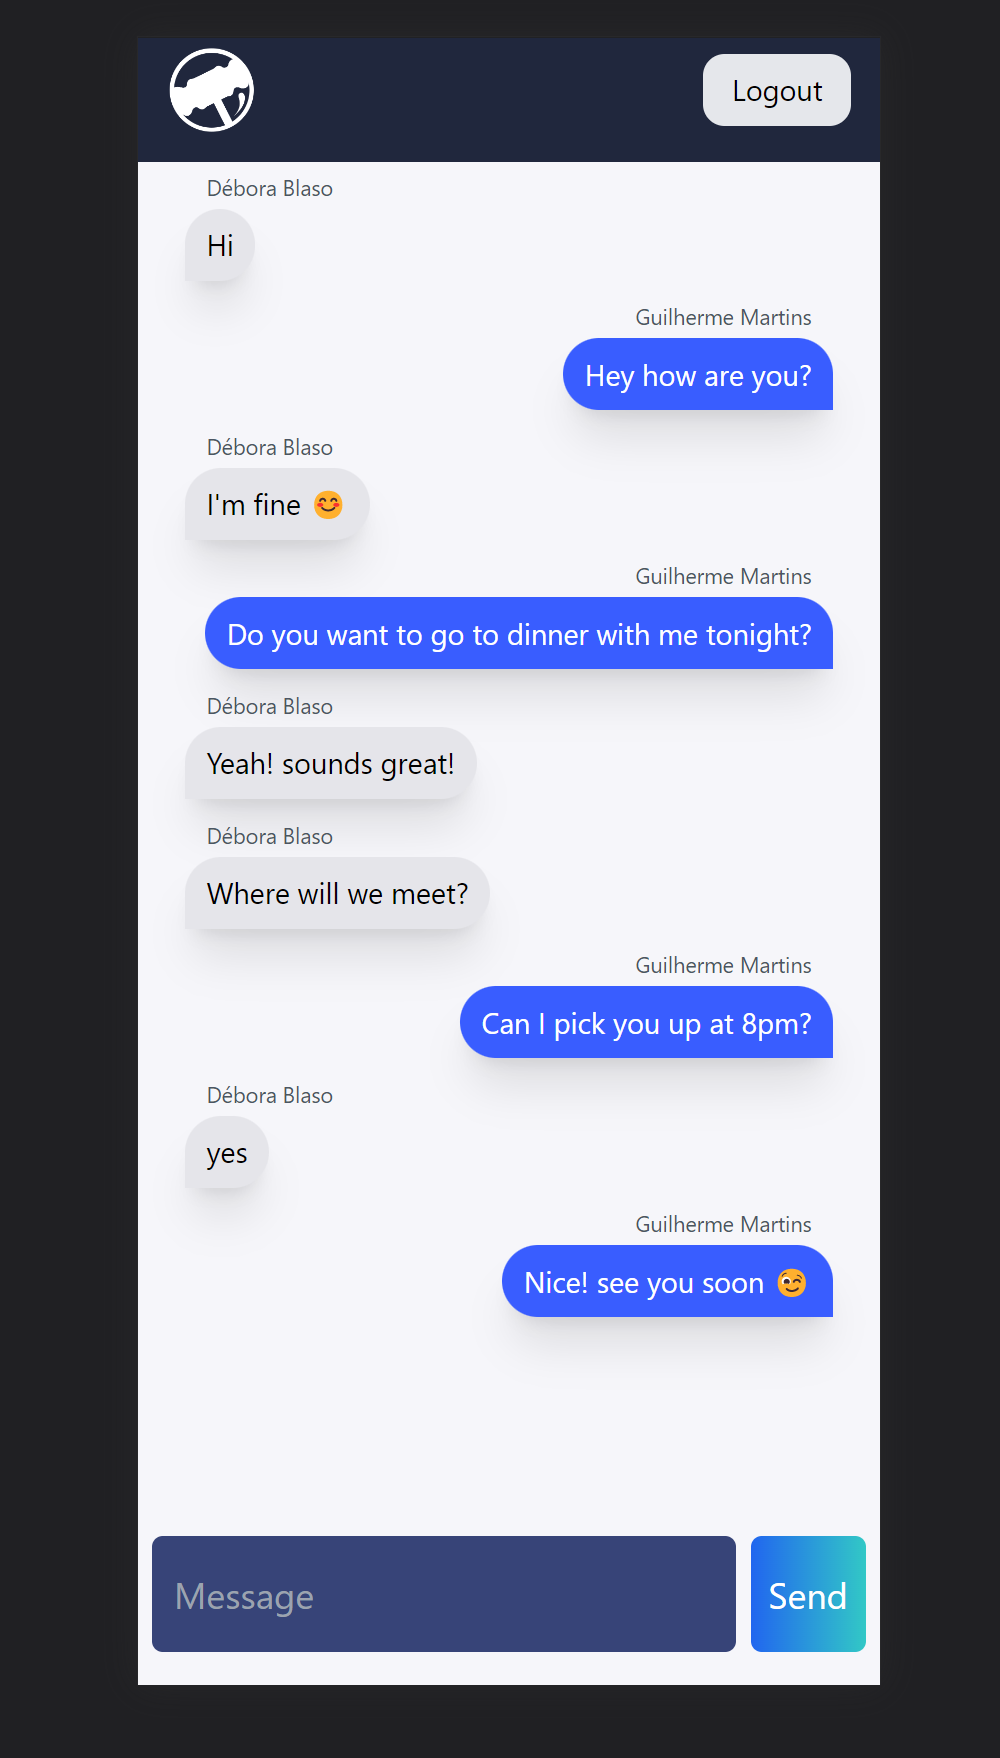 Logout
Débora Blaso
Hi
Guilherme Martins
Hey how are you?
Débora Blaso
I'm fine 😊
Guilherme Martins
Do you want to go to dinner with me tonight?
Débora Blaso
Yeah! sounds great!
Débora Blaso
Where will we meet?
Guilherme Martins
Can I pick you up at 8pm?
Débora Blaso
yes
Guilherme Martins
Nice! see you soon 😉
Message
Send